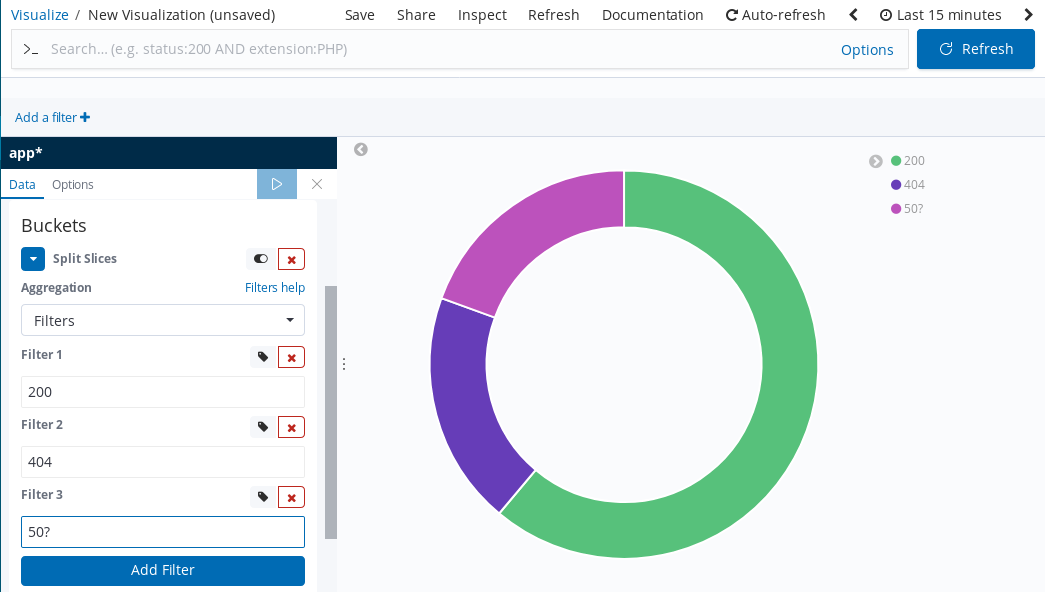 Visualize / New Visualization (unsaved) Save Share Inspect Refresh Documentation Auto-refresh Last 15 minutes
>_ Search... (e.g. status:200 AND extension:PHP) Options Refresh
Add a filter
app*
Data Options
Buckets
Split Slices
Aggregation Filters help
Filters
Filter 1
200
Filter 2
404
Filter 3
50?
Add Filter
200
404
50?